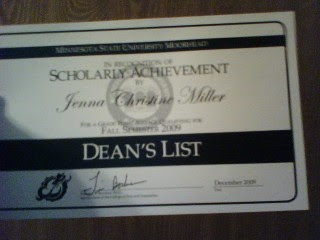 MINNESOTA STATE UNIVERSITY MOORHEAD
IN RECOGNITION OF
SCHOLARLY ACHIEVEMENT
BY
Jenna Christine Miller
FOR A GRADE POINT AVERAGE QUALIFYING FOR
FALL SEMESTER 2009
DEAN'S LIST
December 2009